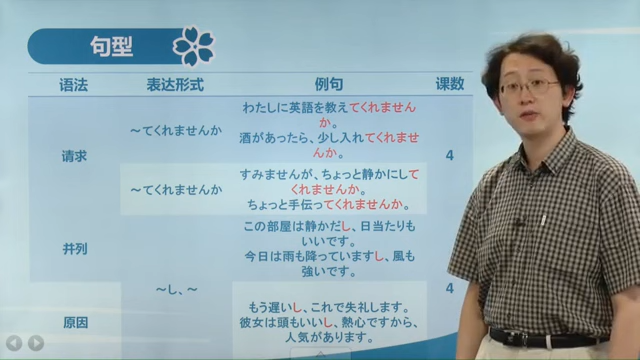 句型
语法 表达形式 例句 课数
请求
～てくれませんか
わたしに英語を教えてくれません
か。
酒があったら、少し入れてくれませ
んか。
4
～てくれませんか
すみませんが、ちょっと静かにして
くれませんか。
ちょっと手伝ってくれませんか。
并列
～し、～
この部屋は静かだし、日当たりも
いいです。
今日は雨も降っていますし、風も
強いです。
4
原因
もう遅いし、これで失礼します。
彼女は頭もいいし、熱心ですから、
人気があります。